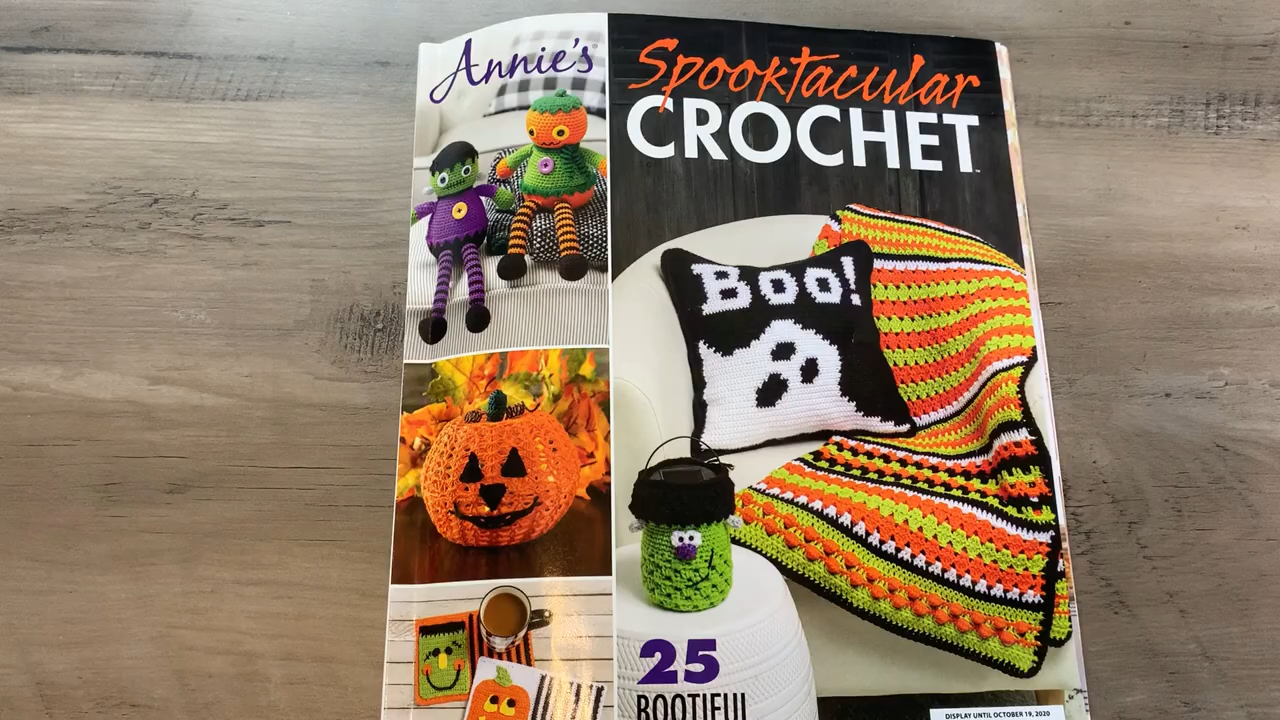 Annie's
Spooktacular
CROCHET
Boo!
25
BOOTIFUL
DISPLAY UNTIL OCTOBER 19, 2020